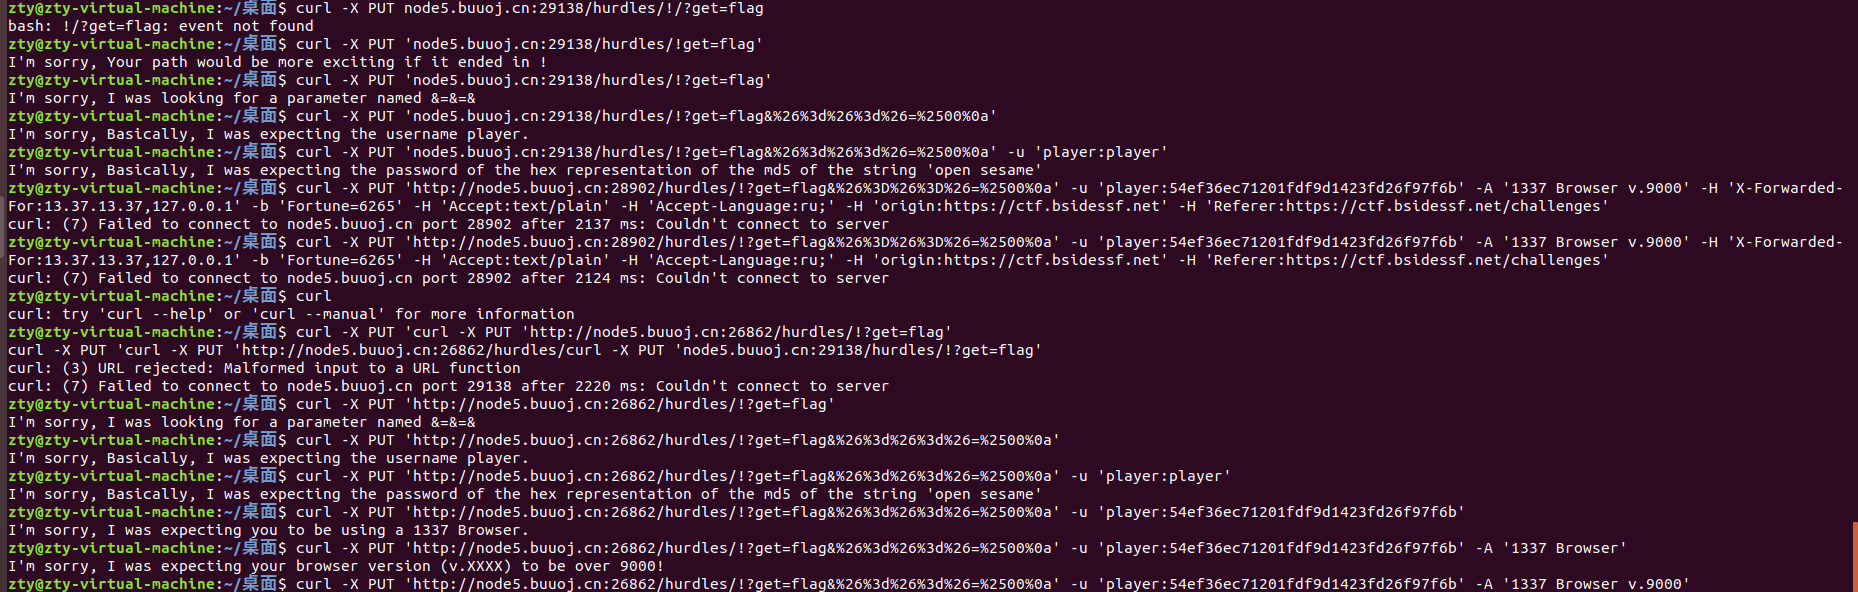 zty@zty-virtual-machine:~/桌面$ curl -X PUT node5.buuoj.cn:29138/hurdles/!/?get=flag
bash: !/?get=flag: event not found
zty@zty-virtual-machine:~/桌面$ curl -X PUT 'node5.buuoj.cn:29138/hurdles/!get=flag'
I'm sorry, Your path would be more exciting if it ended in !
zty@zty-virtual-machine:~/桌面$ curl -X PUT 'node5.buuoj.cn:29138/hurdles/!?get=flag'
I'm sorry, I was looking for a parameter named &=&=&
zty@zty-virtual-machine:~/桌面$ curl -X PUT 'node5.buuoj.cn:29138/hurdles/!?get=flag&%26%3d%26%3d%26=%2500%0a'
I'm sorry, Basically, I was expecting the username player.
zty@zty-virtual-machine:~/桌面$ curl -X PUT 'node5.buuoj.cn:29138/hurdles/!?get=flag&%26%3d%26%3d%26=%2500%0a' -u 'player:player'
I'm sorry, Basically, I was expecting the password of the hex representation of the md5 of the string 'open sesame'
zty@zty-virtual-machine:~/桌面$ curl -X PUT 'http://node5.buuoj.cn:28902/hurdles/!?get=flag&%26%3D%26%3D%26=%2500%0a' -u 'player:54ef36ec71201fdf9d1423fd26f97f6b' -A '1337 Browser v.9000' -H 'X-Forwarded-
For:13.37.13.37,127.0.0.1' -b 'Fortune=6265' -H 'Accept:text/plain' -H 'Accept-Language:ru;' -H 'origin:https://ctf.bsidessf.net' -H 'Referer:https://ctf.bsidessf.net/challenges'
curl: (7) Failed to connect to node5.buuoj.cn port 28902 after 2137 ms: Couldn't connect to server
zty@zty-virtual-machine:~/桌面$ curl -X PUT 'http://node5.buuoj.cn:28902/hurdles/!?get=flag&%26%3D%26%3D%26=%2500%0a' -u 'player:54ef36ec71201fdf9d1423fd26f97f6b' -A '1337 Browser v.9000' -H 'X-Forwarded-
For:13.37.13.37,127.0.0.1' -b 'Fortune=6265' -H 'Accept:text/plain' -H 'Accept-Language:ru;' -H 'origin:https://ctf.bsidessf.net' -H 'Referer:https://ctf.bsidessf.net/challenges'
curl: (7) Failed to connect to node5.buuoj.cn port 28902 after 2124 ms: Couldn't connect to server
zty@zty-virtual-machine:~/桌面$ curl
curl: try 'curl --help' or 'curl --manual' for more information
zty@zty-virtual-machine:~/桌面$ curl -X PUT 'curl -X PUT 'http://node5.buuoj.cn:26862/hurdles/!?get=flag'
curl -X PUT 'curl -X PUT 'http://node5.buuoj.cn:26862/hurdles/curl -X PUT 'node5.buuoj.cn:29138/hurdles/!?get=flag'
curl: (3) URL rejected: Malformed input to a URL function
curl: (7) Failed to connect to node5.buuoj.cn port 29138 after 2220 ms: Couldn't connect to server
zty@zty-virtual-machine:~/桌面$ curl -X PUT 'http://node5.buuoj.cn:26862/hurdles/!?get=flag'
I'm sorry, I was looking for a parameter named &=&=&
zty@zty-virtual-machine:~/桌面$ curl -X PUT 'http://node5.buuoj.cn:26862/hurdles/!?get=flag&%26%3d%26%3d%26=%2500%0a'
I'm sorry, Basically, I was expecting the username player.
zty@zty-virtual-machine:~/桌面$ curl -X PUT 'http://node5.buuoj.cn:26862/hurdles/!?get=flag&%26%3d%26%3d%26=%2500%0a' -u 'player:player'
I'm sorry, Basically, I was expecting the password of the hex representation of the md5 of the string 'open sesame'
zty@zty-virtual-machine:~/桌面$ curl -X PUT 'http://node5.buuoj.cn:26862/hurdles/!?get=flag&%26%3d%26%3d%26=%2500%0a' -u 'player:54ef36ec71201fdf9d1423fd26f97f6b'
I'm sorry, I was expecting you to be using a 1337 Browser.
zty@zty-virtual-machine:~/桌面$ curl -X PUT 'http://node5.buuoj.cn:26862/hurdles/!?get=flag&%26%3d%26%3d%26=%2500%0a' -u 'player:54ef36ec71201fdf9d1423fd26f97f6b' -A '1337 Browser'
I'm sorry, I was expecting your browser version (v.XXXX) to be over 9000!
zty@zty-virtual-machine:~/桌面$ curl -X PUT 'http://node5.buuoj.cn:26862/hurdles/!?get=flag&%26%3d%26%3d%26=%2500%0a' -u 'player:54ef36ec71201fdf9d1423fd26f97f6b' -A '1337 Browser v.9000'